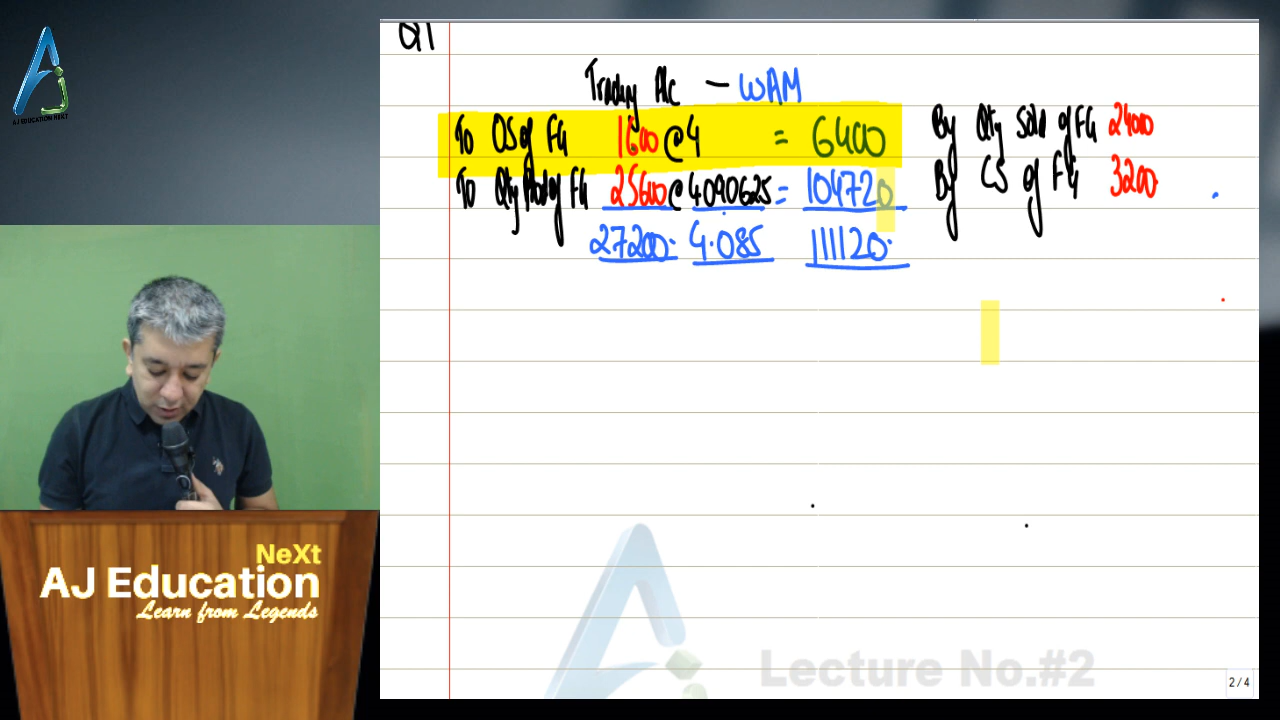 Q1
Trading A/c – WAM
To OS of FG 1600 @ 4 = 6400 By Qty Sold of FG 24000
To Qty Prod of FG 25600 @ 4.090625 = 104720 By CS of FG 3200
27200 4.085 111120
AJ EDUCATION NEXT
NeXt
AJ Education
Learn from Legends
Lecture No.#2
2/4